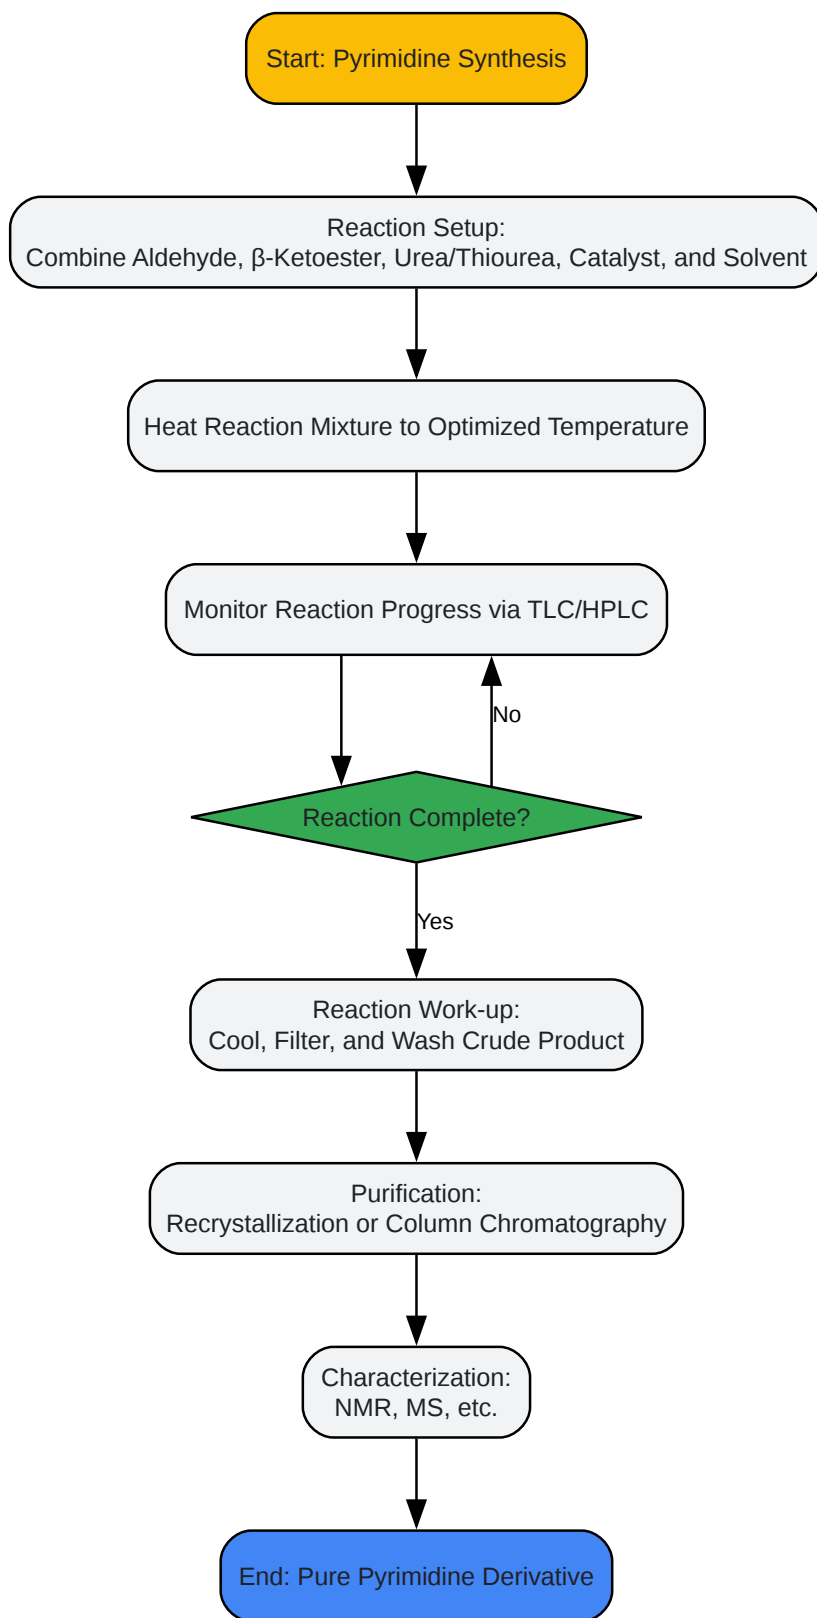 Start: Pyrimidine Synthesis
Reaction Setup:
Combine Aldehyde, β-Ketoester, Urea/Thiourea, Catalyst, and Solvent
Heat Reaction Mixture to Optimized Temperature
Monitor Reaction Progress via TLC/HPLC
No
Reaction Complete?
Yes
Reaction Work-up:
Cool, Filter, and Wash Crude Product
Purification:
Recrystallization or Column Chromatography
Characterization:
NMR, MS, etc.
End: Pure Pyrimidine Derivative